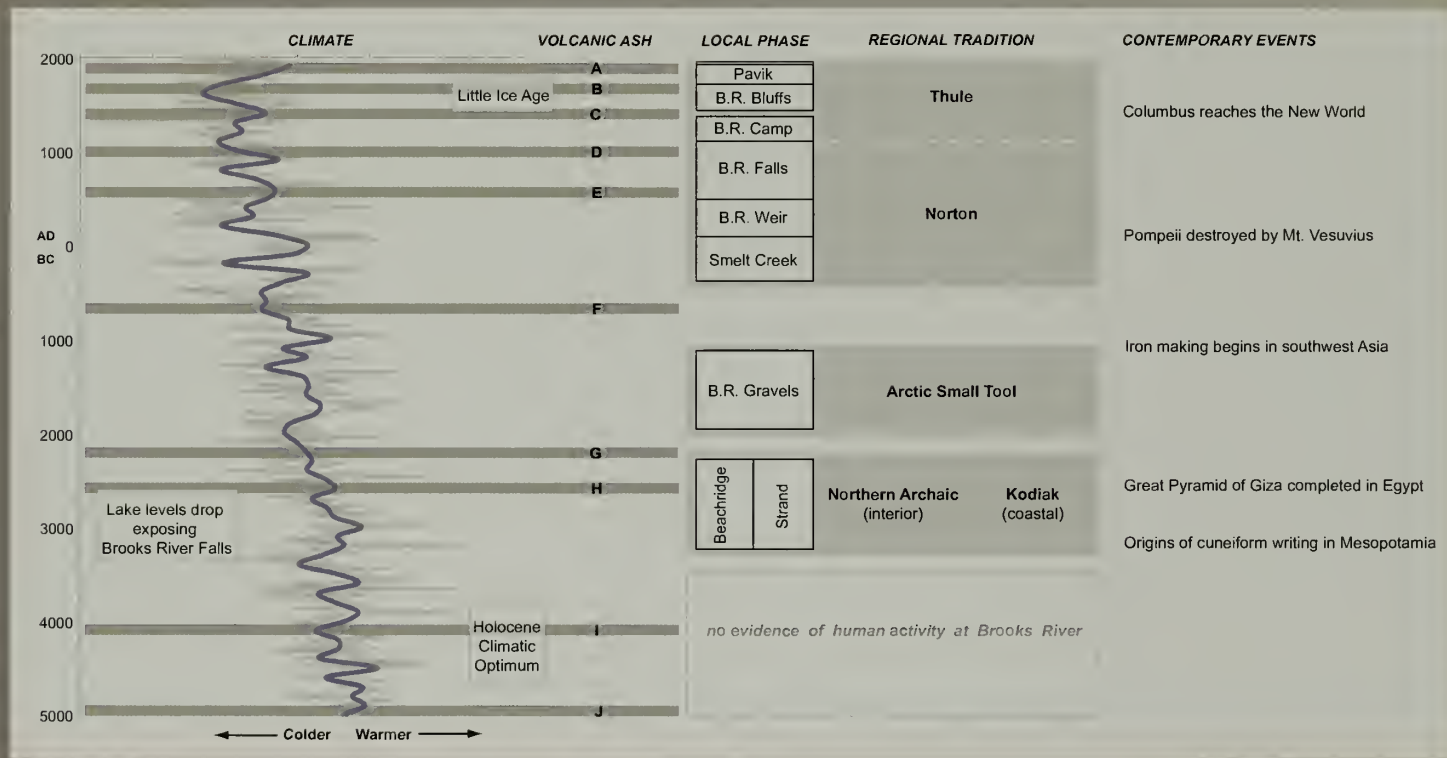 CLIMATE
VOLCANIC ASH
LOCAL PHASE
REGIONAL TRADITION
CONTEMPORARY EVENTS
2000
A
Pavik
B
Little Ice Age
B.R. Bluffs
Thule
C
Columbus reaches the New World
B.R. Camp
1000
D
B.R. Falls
E
B.R. Weir
Norton
AD
0
BC
Pompeii destroyed by Mt. Vesuvius
Smelt Creek
F
1000
Iron making begins in southwest Asia
B.R. Gravels
Arctic Small Tool
2000
G
H
Beachridge
Strand
Northern Archaic
(interior)
Kodiak
(coastal)
Great Pyramid of Giza completed in Egypt
Lake levels drop
exposing
Brooks River Falls
3000
Origins of cuneiform writing in Mesopotamia
4000
Holocene
Climatic
Optimum
I
no evidence of human activity at Brooks River
5000
J
Colder
Warmer